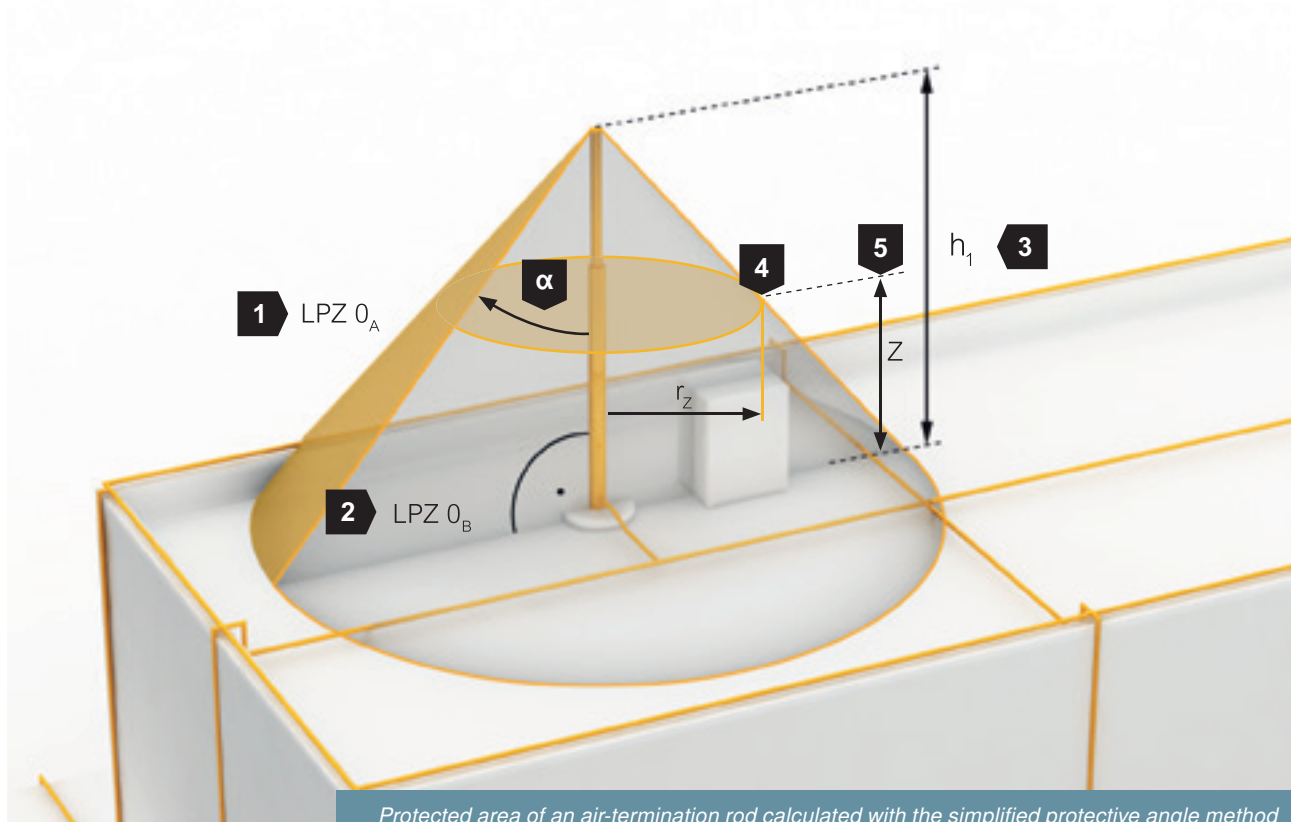 h₁
3
5
4
α
1 LPZ 0A
Z
rZ
2 LPZ 0B
Protected area of an air-termination rod calculated with the simplified protective angle method